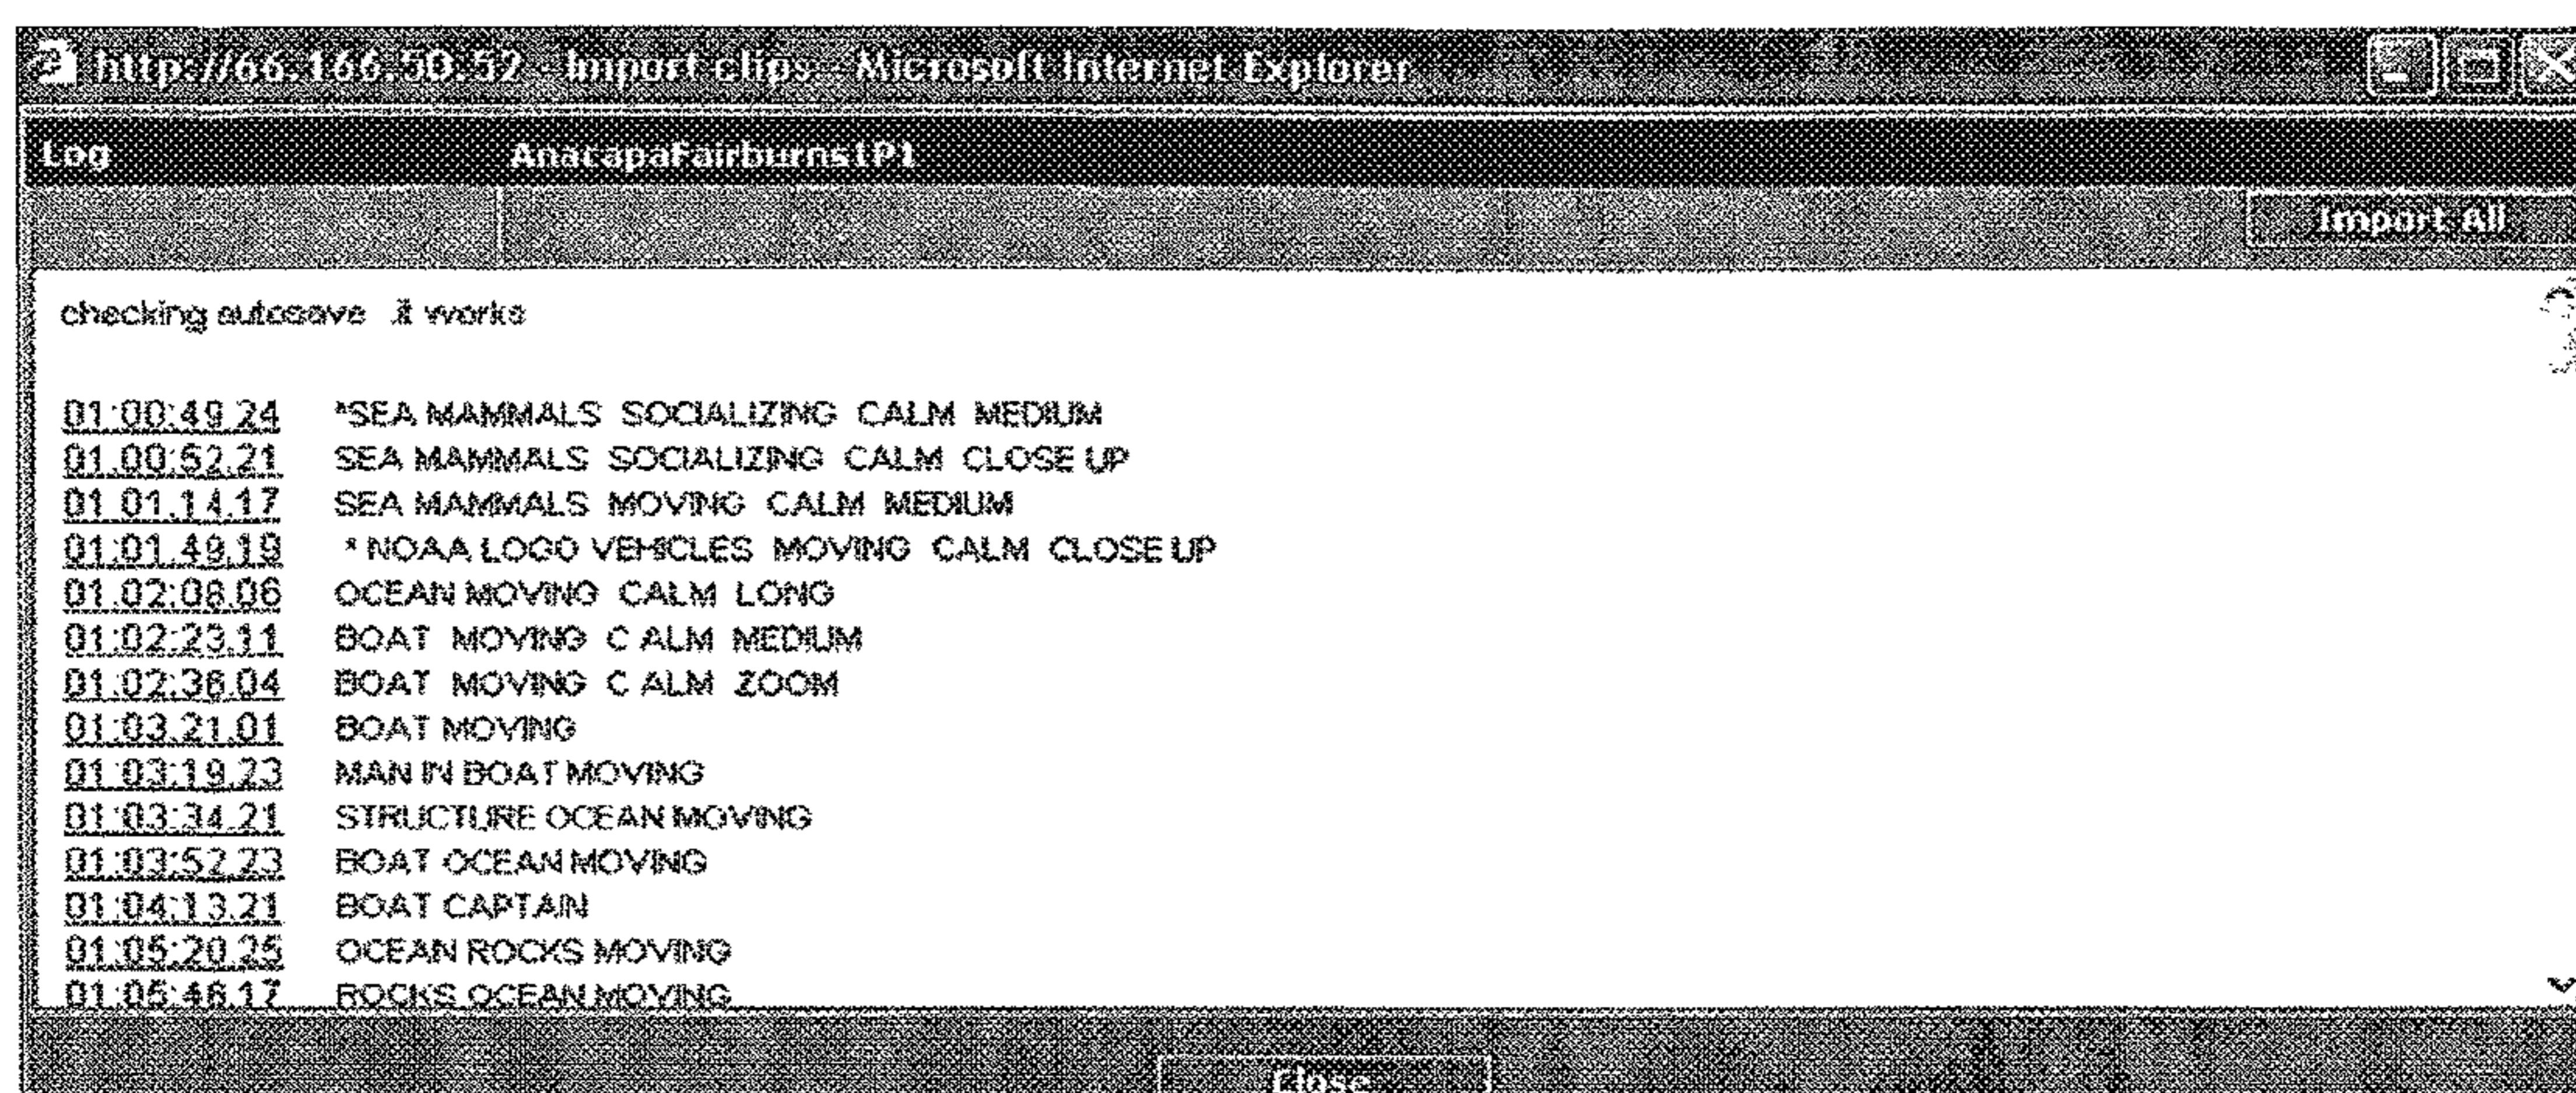 http://66.166.50.52 - Import clips - Microsoft Internet Explorer
Log AnacapaFairburns1P1
Import All
checking autosave .it works
01:00:49.24 *SEA MAMMALS SOCIALIZING CALM MEDIUM
01:00:52.21 SEA MAMMALS SOCIALIZING CALM CLOSE UP
01:01:14.17 SEA MAMMALS MOVING CALM MEDIUM
01:01:49.19 * NOAA LOGO VEHICLES MOVING CALM CLOSE UP
01:02:08.06 OCEAN MOVING CALM LONG
01:02:23.11 BOAT MOVING C ALM MEDIUM
01:02:36.04 BOAT MOVING C ALM ZOOM
01:03:21.01 BOAT MOVING
01:03:19.23 MAN IN BOAT MOVING
01:03:34.21 STRUCTURE OCEAN MOVING
01:03:52.23 BOAT OCEAN MOVING
01:04:13.21 BOAT CAPTAIN
01:05:20.25 OCEAN ROCKS MOVING
01:05:46.17 ROCKS OCEAN MOVING
Close